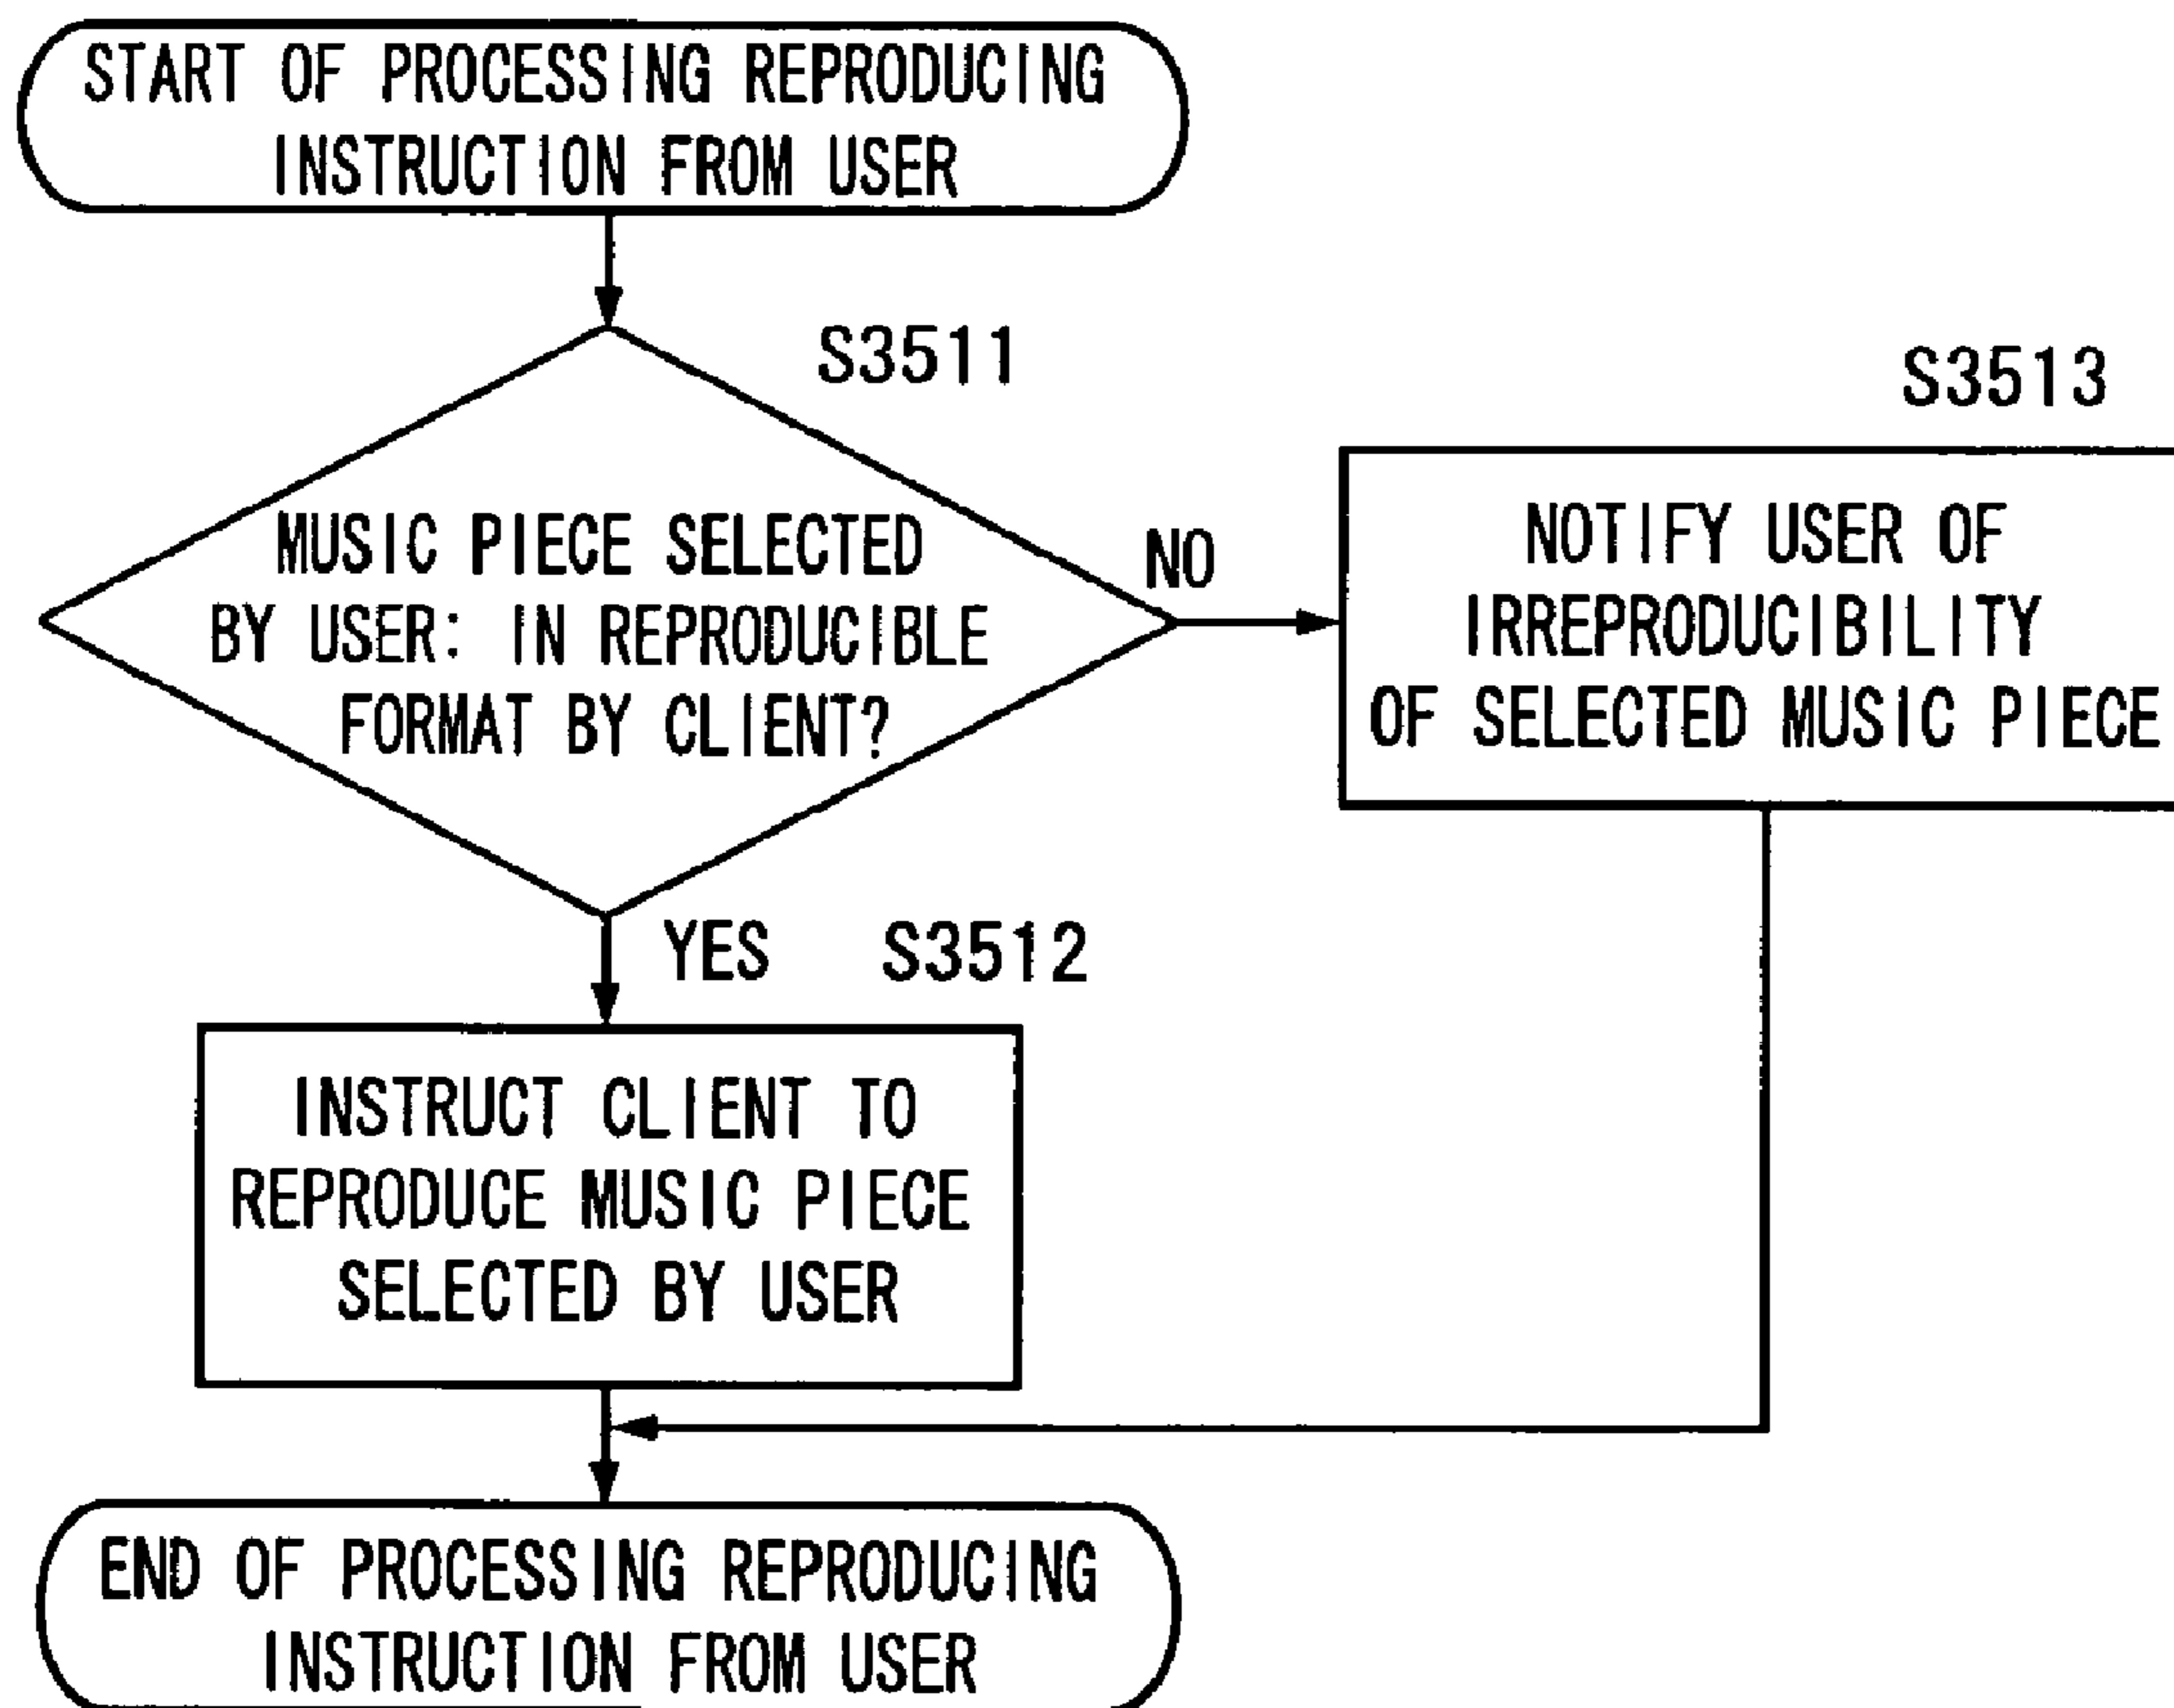 START OF PROCESSING REPRODUCING
INSTRUCTION FROM USER
S3511
MUSIC PIECE SELECTED
BY USER: IN REPRODUCIBLE
FORMAT BY CLIENT?
NO
S3513
NOTIFY USER OF
IRREPRODUCIBILITY
OF SELECTED MUSIC PIECE
YES
S3512
INSTRUCT CLIENT TO
REPRODUCE MUSIC PIECE
SELECTED BY USER
END OF PROCESSING REPRODUCING
INSTRUCTION FROM USER